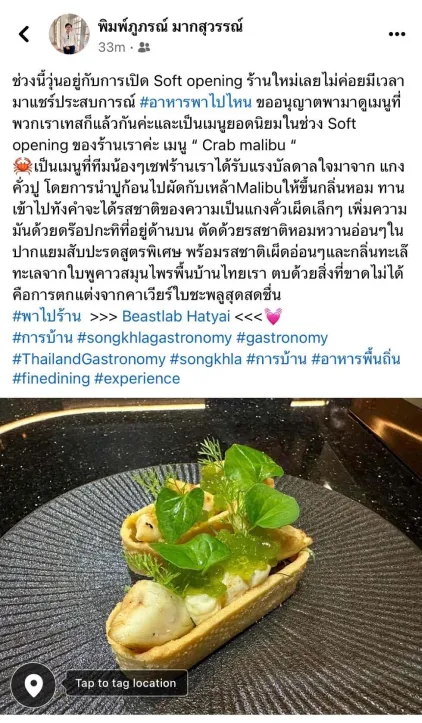 พิมพ์ภูภรณ์ มากสุวรรณ์
33m ·
ช่วงนี้วุ่นอยู่กับการเปิด Soft opening ร้านใหม่เลยไม่ค่อยมีเวลา
มาแชร์ประสบการณ์ #อาหารพาไปไหน ขออนุญาตพามาดูเมนูที่
พวกเราเทสก็แล้วกันค่ะและเป็นเมนูยอดนิยมในช่วง Soft
opening ของร้านเราค่ะ เมนู “ Crab malibu “
🦀เป็นเมนูที่ทีมน้องๆเชฟร้านเราได้รับแรงบัลดาลใจมาจาก แกง
คั่วปู โดยการนำปูก้อนไปผัดกับเหล้าMalibuให้ขึ้นกลิ่นหอม ทาน
เข้าไปทังคำจะได้รสชาติของความเป็นแกงคั่วเผ็ดเล็กๆ เพิ่มความ
มันด้วยดร๊อปกะทิที่อยู่ด้านบน ตัดด้วยรสชาติหอมหวานอ่อนๆใน
ปากแยมสับปะรดสูตรพิเศษ พร้อมรสชาติเผ็ดอ่อนๆและกลิ่นทะเล๊
ทะเลจากใบพูคาวสมุนไพรพื้นบ้านไทยเรา ตบด้วยสิ่งที่ขาดไม่ได้
คือการตกแต่งจากคาเวียร์ใบชะพลูสุดสดชื่น
#พาไปร้าน >>> Beastlab Hatyai <<<💓
#การบ้าน #songkhlagastronomy #gastronomy
#ThailandGastronomy #songkhla #การบ้าน #อาหารพื้นถิ่น
#finedining #experience
Tap to tag location